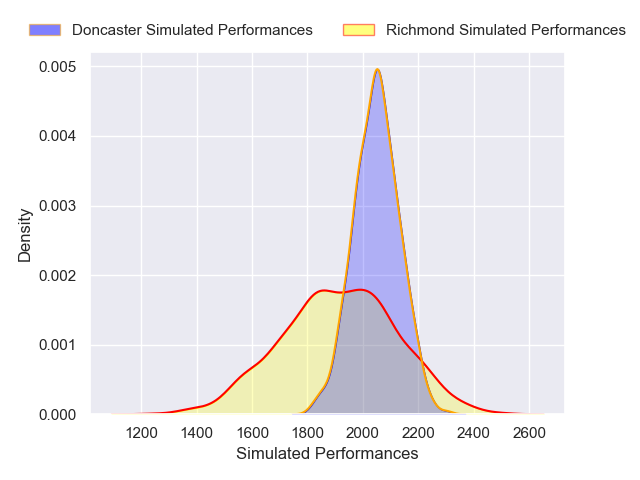 Doncaster Simulated Performances Richmond Simulated Performances
0.005
0.004
0.003
0.002
0.001
0.000
Density
1200 1400 1600 1800 2000 2200 2400 2600
Simulated Performances